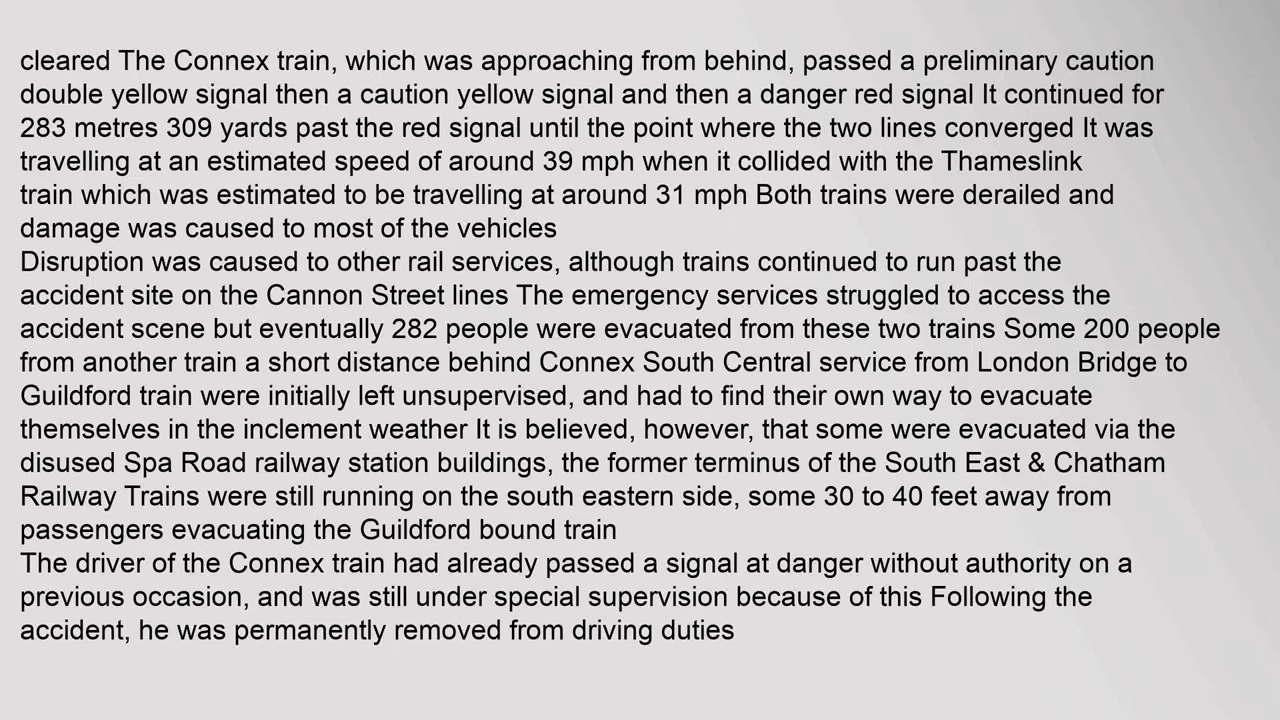 cleared The Connex train, which was approaching from behind, passed a preliminary caution
double yellow signal then a caution yellow signal and then a danger red signal It continued for
283 metres 309 yards past the red signal until the point where the two lines converged It was
travelling at an estimated speed of around 39 mph when it collided with the Thameslink
train which was estimated to be travelling at around 31 mph Both trains were derailed and
damage was caused to most of the vehicles
Disruption was caused to other rail services, although trains continued to run past the
accident site on the Cannon Street lines The emergency services struggled to access the
accident scene but eventually 282 people were evacuated from these two trains Some 200 people
from another train a short distance behind Connex South Central service from London Bridge to
Guildford train were initially left unsupervised, and had to find their own way to evacuate
themselves in the inclement weather It is believed, however, that some were evacuated via the
disused Spa Road railway station buildings, the former terminus of the South East & Chatham
Railway Trains were still running on the south eastern side, some 30 to 40 feet away from
passengers evacuating the Guildford bound train
The driver of the Connex train had already passed a signal at danger without authority on a
previous occasion, and was still under special supervision because of this Following the
accident, he was permanently removed from driving duties